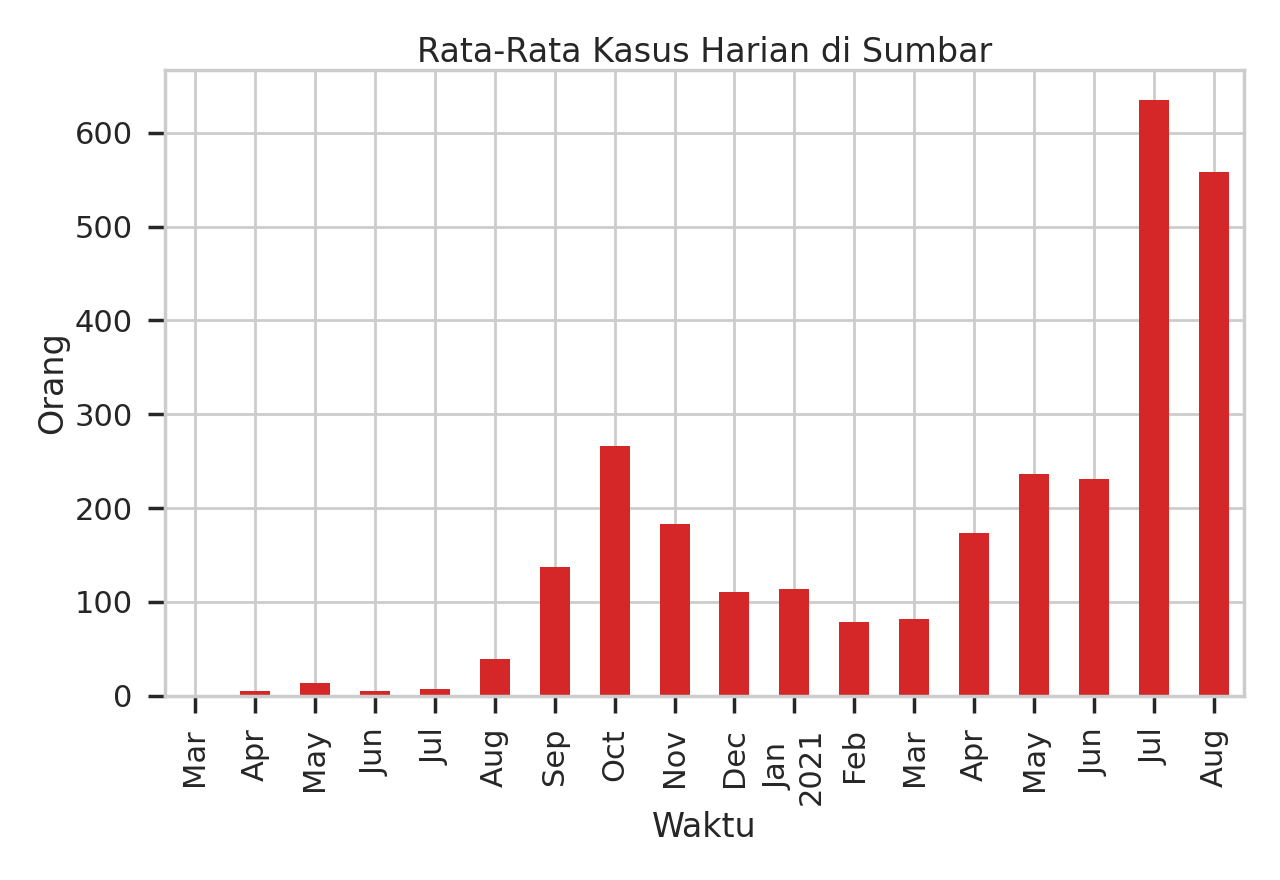 Rata-Rata Kasus Harian di Sumbar
600
500
400
300
200
100
0
Orang
Mar
Apr
May
Jun
Jul
Aug
Sep
Oct
Nov
Dec
Jan
2021
Feb
Mar
Apr
May
Jun
Jul
Aug
Waktu